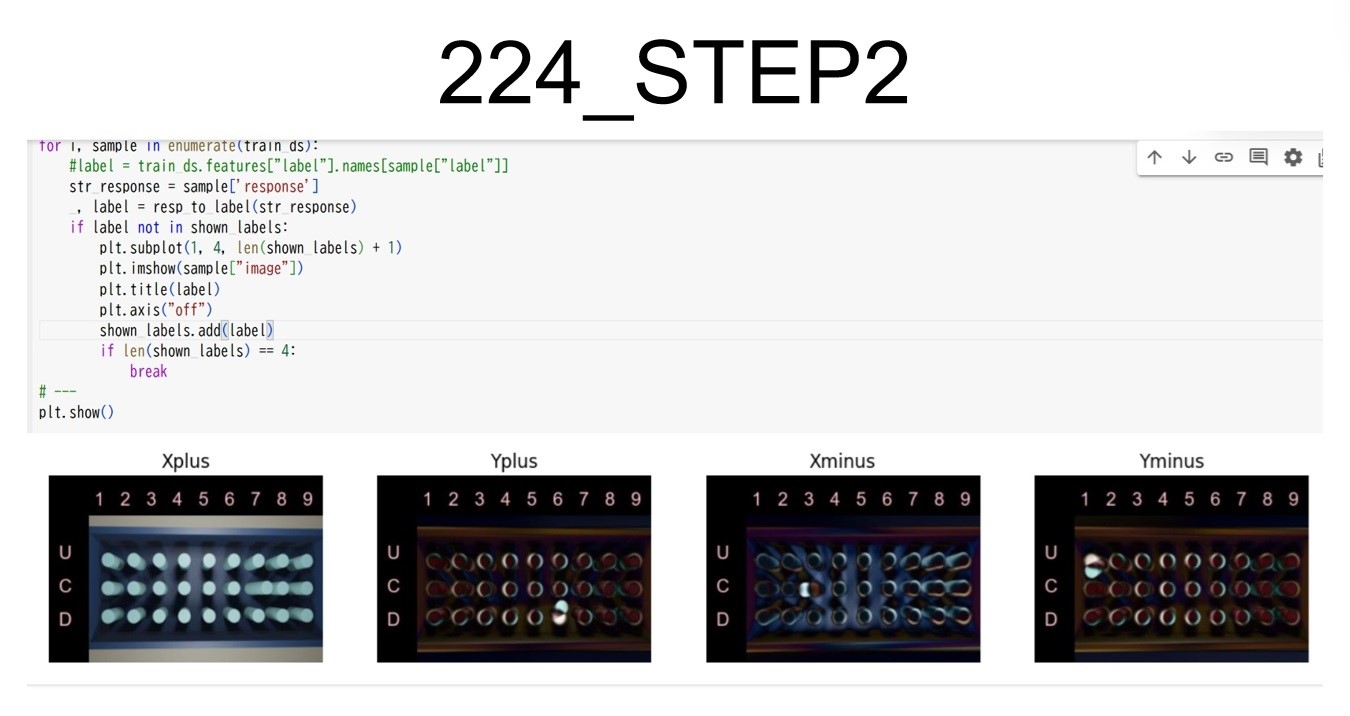 224_STEP2
for i, sample in enumerate(train_ds):
#label = train_ds.features["label"].names[sample["label"]]
str_response = sample['response']
_, label = resp_to_label(str_response)
if label not in shown_labels:
plt.subplot(1, 4, len(shown_labels) + 1)
plt.imshow(sample["image"])
plt.title(label)
plt.axis("off")
shown_labels.add(label)
if len(shown_labels) == 4:
break
# ---
plt.show()
Xplus Yplus Xminus Yminus
1 2 3 4 5 6 7 8 9 1 2 3 4 5 6 7 8 9 1 2 3 4 5 6 7 8 9 1 2 3 4 5 6 7 8 9
U U U U
C C C C
D D D D